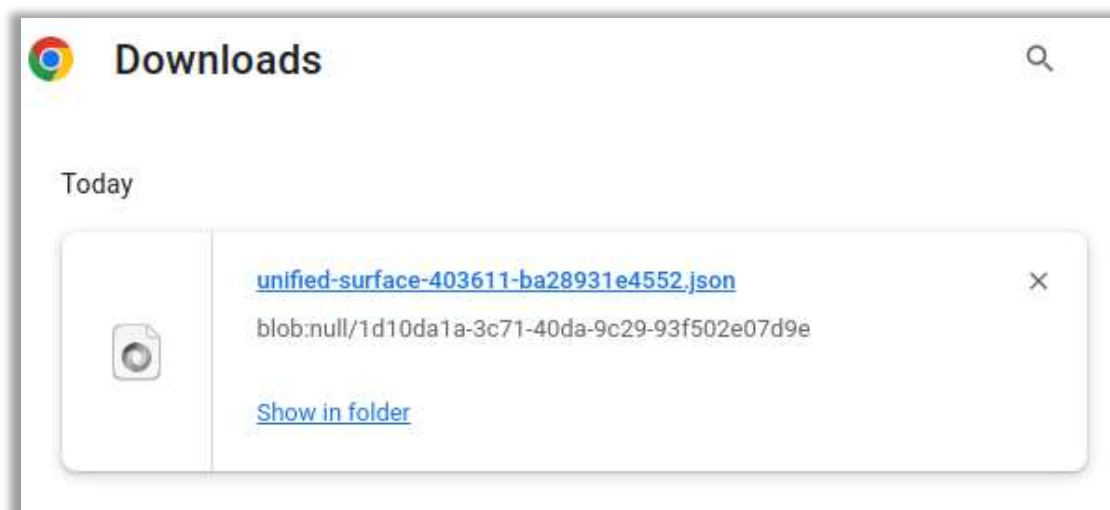 Downloads
Today
unified-surface-403611-ba28931e4552.json
blob:null/1d10da1a-3c71-40da-9c29-93f502e07d9e
Show in folder